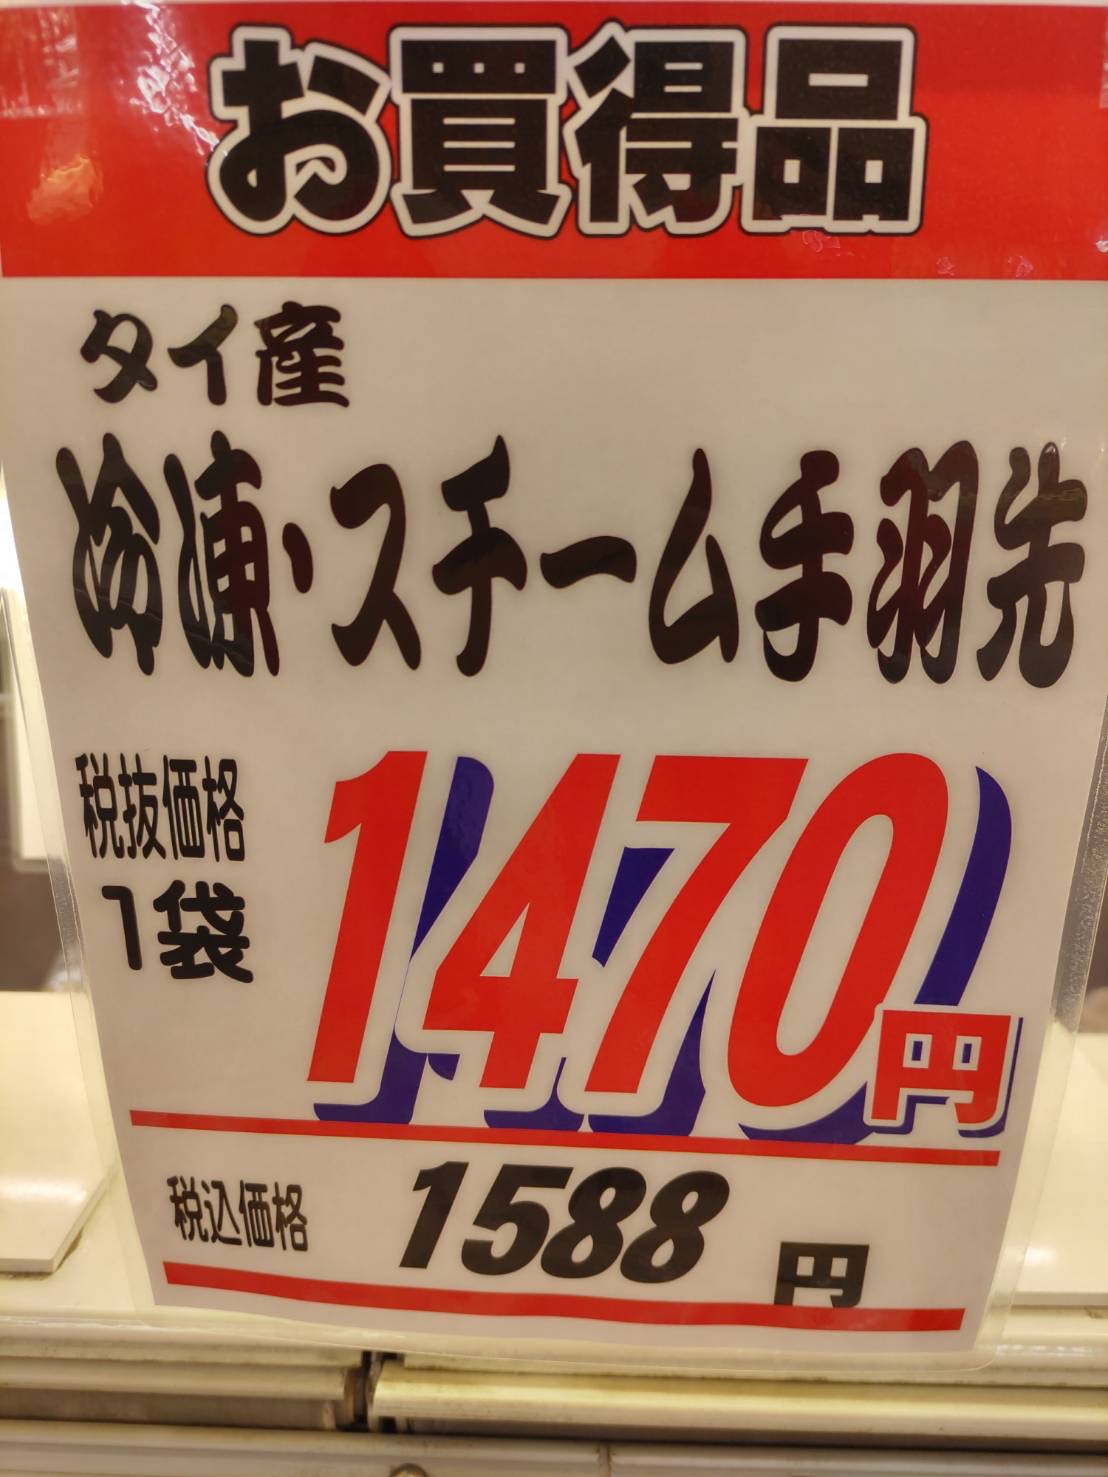 お買得品
タイ産
冷凍・スチーム手羽先
税抜価格
1袋
1470円
税込価格 1588円